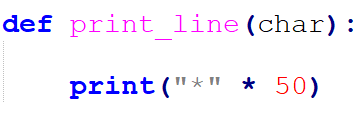 def print_line(char):
    print("*" * 50)